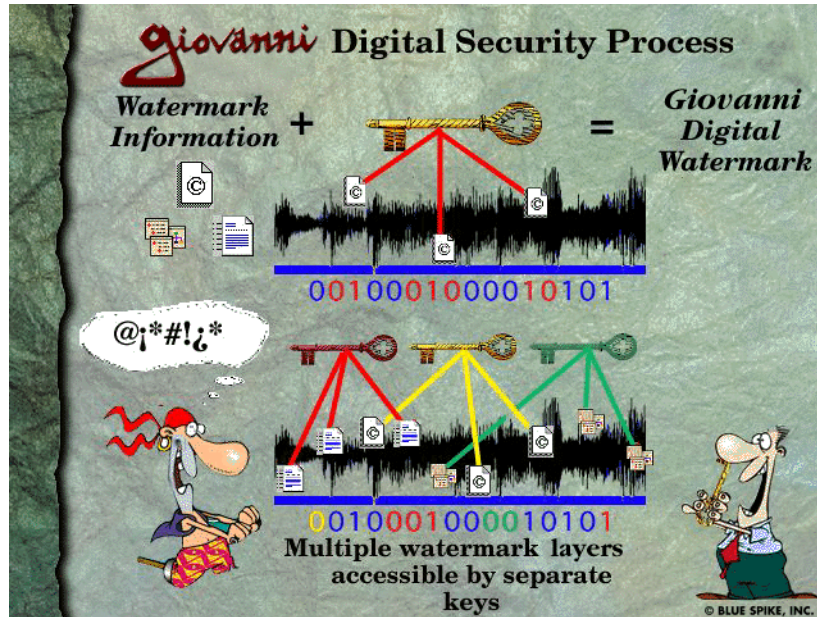 giovanni Digital Security Process
Watermark
Information
+
=
Giovanni
Digital
Watermark
©
©
©
©
0010001000010101
@¡*#!¿*
©
©
©
0010001000010101
Multiple watermark layers
accessible by separate
keys
© BLUE SPIKE, INC.